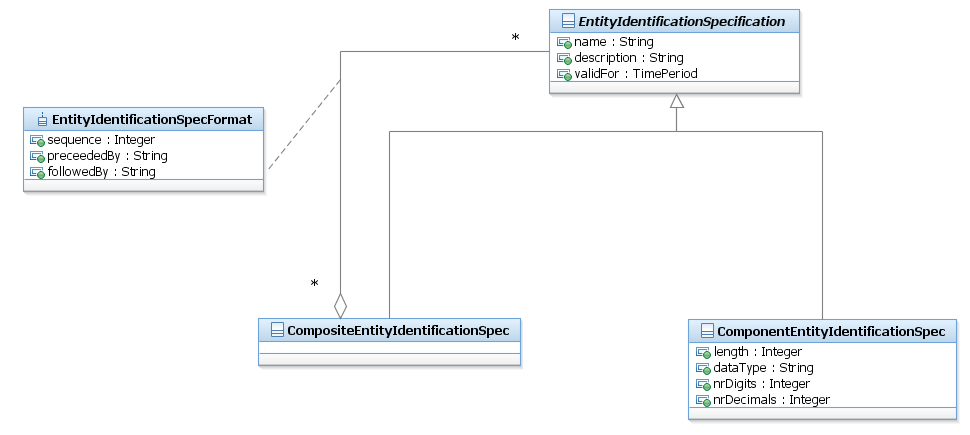 EntityIdentificationSpecification
name : String
description : String
validFor : TimePeriod
*
EntityIdentificationSpecFormat
sequence : Integer
preceededBy : String
followedBy : String
*
CompositeEntityIdentificationSpec
ComponentEntityIdentificationSpec
length : Integer
dataType : String
nrDigits : Integer
nrDecimals : Integer